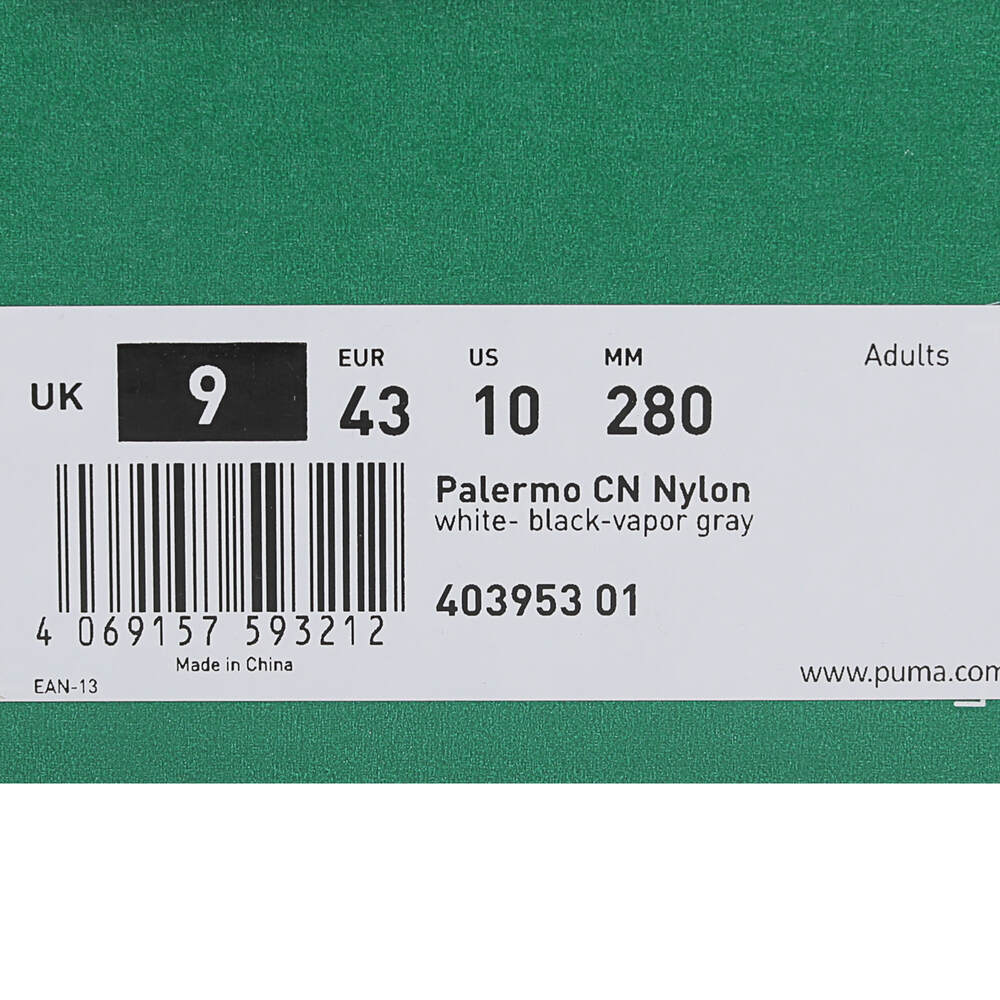 UK 9
EUR US MM Adults
43 10 280
Palermo CN Nylon
white- black-vapor gray
403953 01
4 069157 593212
Made in China
EAN-13
www.puma.com